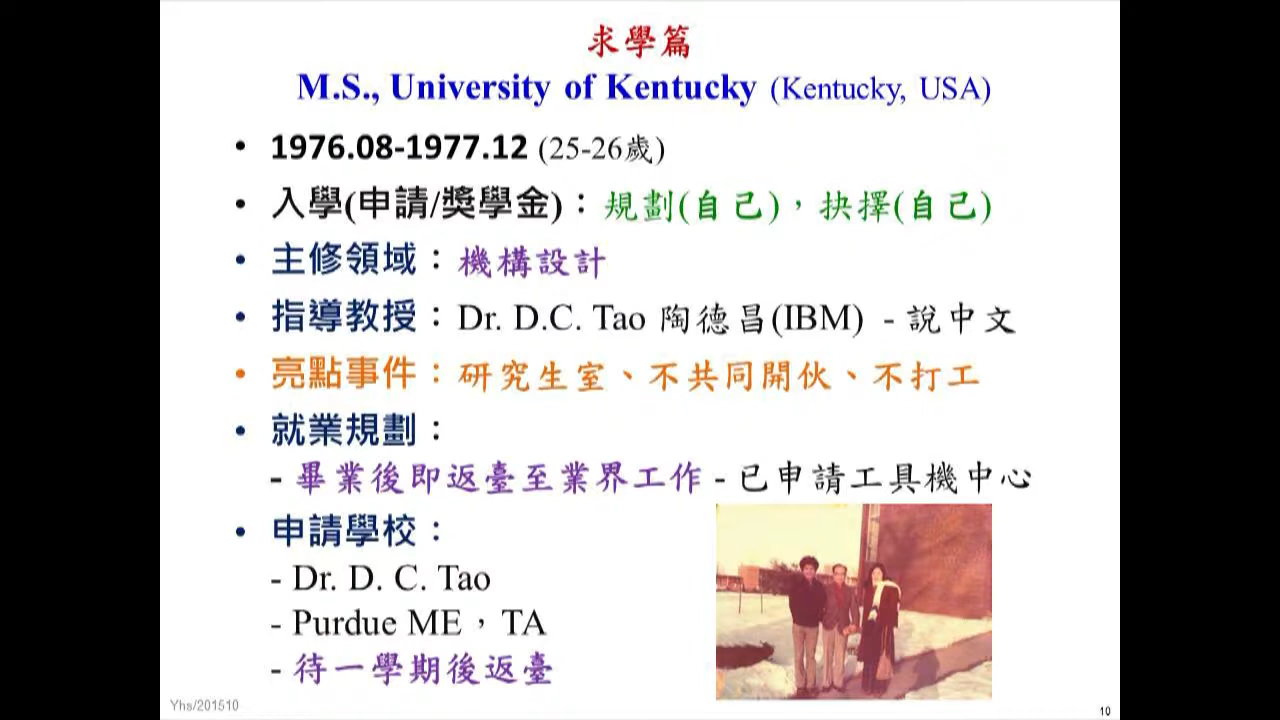 求學篇
M.S., University of Kentucky (Kentucky, USA)
• 1976.08-1977.12 (25-26歲)
• 入學(申請/獎學金)：規劃(自己)，抉擇(自己)
• 主修領域：機構設計
• 指導教授：Dr. D.C. Tao 陶德昌(IBM) - 說中文
• 亮點事件：研究生室、不共同開伙、不打工
• 就業規劃：
- 畢業後即返臺至業界工作 - 已申請工具機中心
• 申請學校：
- Dr. D. C. Tao
- Purdue ME，TA
- 待一學期後返臺
Yhs/201510
10